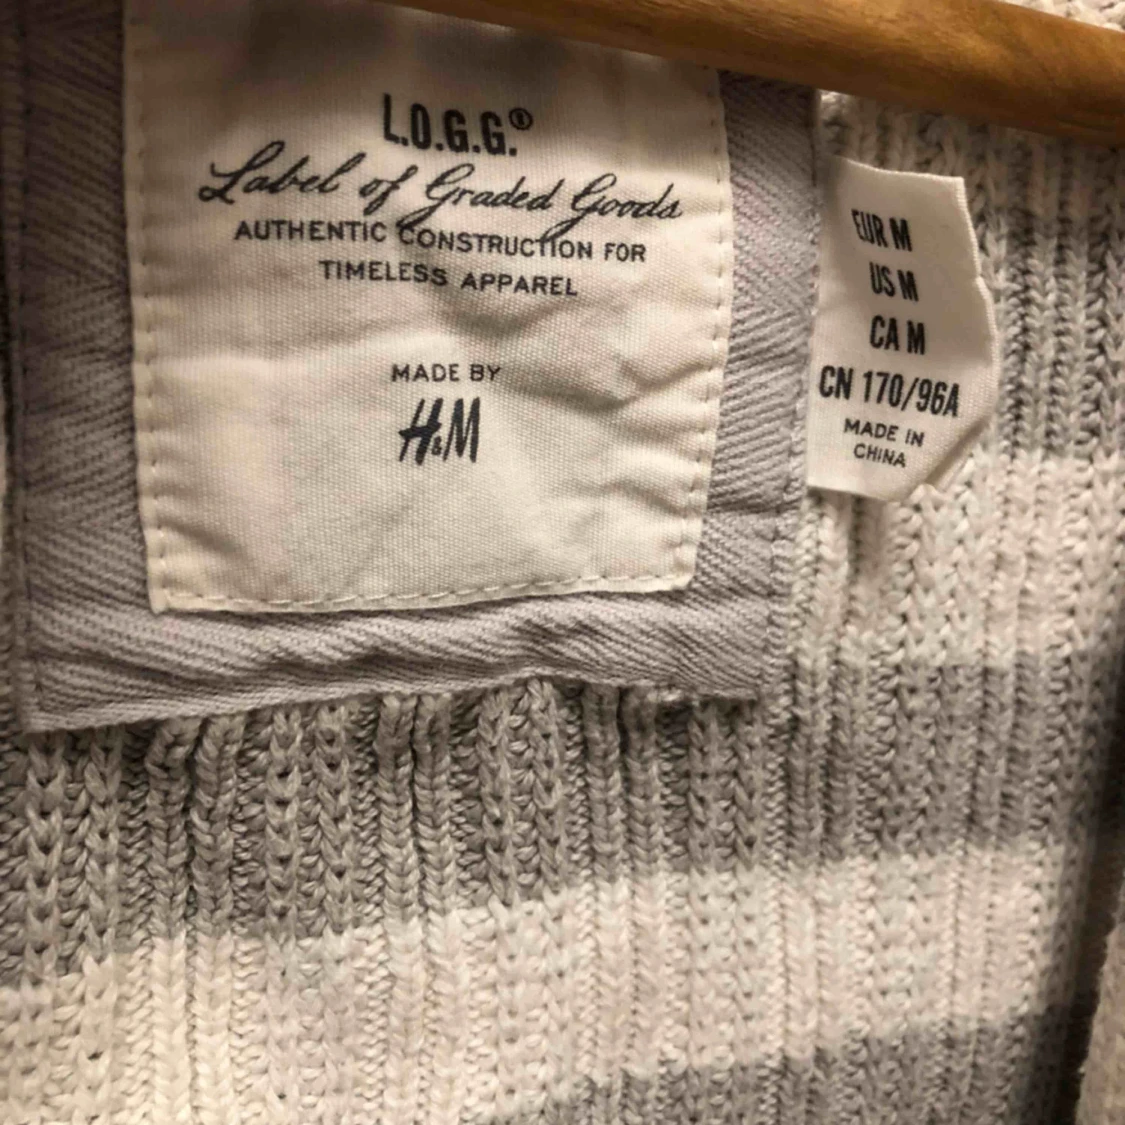 L.O.G.G.®
Label of Graded Goods
AUTHENTIC CONSTRUCTION FOR
TIMELESS APPAREL
MADE BY
H&M
EUR M
US M
CA M
CN 170/96A
MADE IN
CHINA